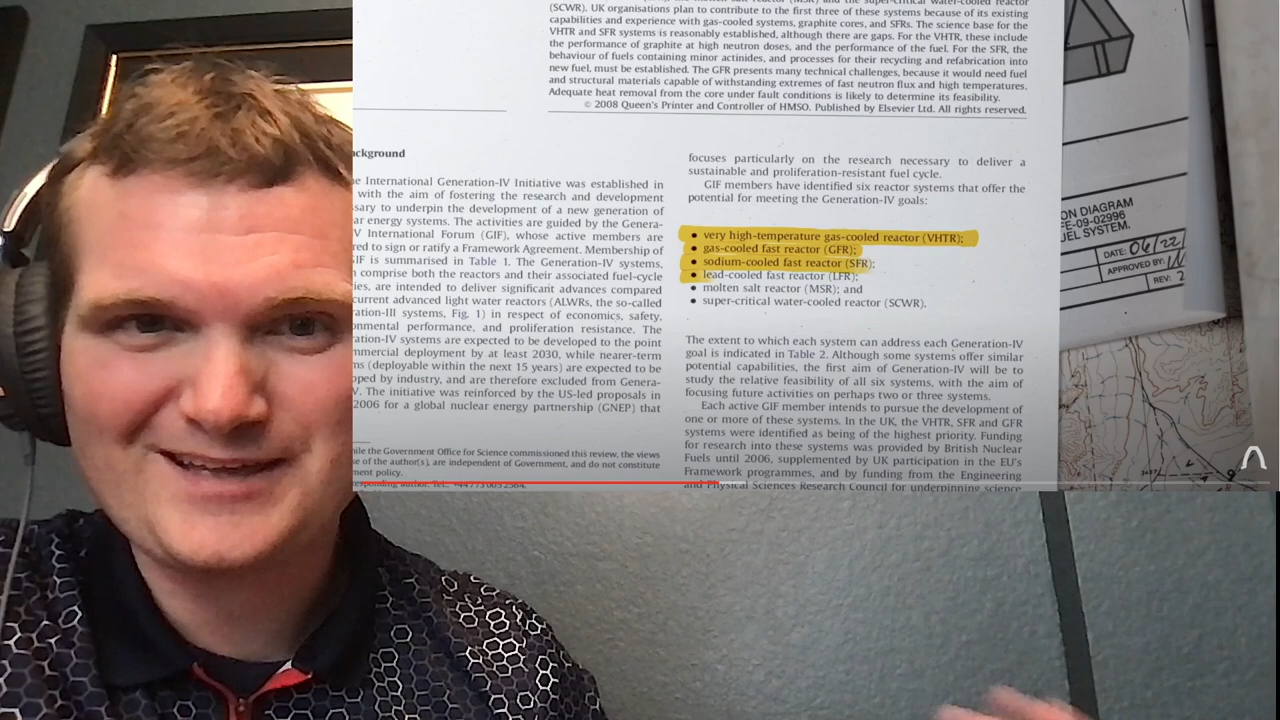 (SCWR). UK organisations plan to contribute to the first three of these systems because of its existing
capabilities and experience with gas-cooled systems, graphite cores, and SFRs. The science base for the
VHTR and SFR systems is reasonably established, although there are gaps. For the VHTR, these include
the performance of graphite at high neutron doses, and the performance of the fuel. For the SFR, the
behaviour of fuels containing minor actinides, and processes for their recycling and refabrication into
new fuel, must be established. The GFR presents many technical challenges, because it would need fuel
and structural materials capable of withstanding extremes of fast neutron flux and high temperatures.
Adequate heat removal from the core under fault conditions is likely to determine its feasibility.
© 2008 Queen's Printer and Controller of HMSO. Published by Elsevier Ltd. All rights reserved.
ackground
e International Generation-IV Initiative was established in
with the aim of fostering the research and development
sary to underpin the development of a new generation of
ar energy systems. The activities are guided by the Genera-
V International Forum (GIF), whose active members are
red to sign or ratify a Framework Agreement. Membership of
IF is summarised in Table 1. The Generation-IV systems,
comprise both the reactors and their associated fuel-cycle
ies, are intended to deliver significant advances compared
current advanced light water reactors (ALWRs, the so-called
ration-III systems, Fig. 1) in respect of economics, safety,
onmental performance, and proliferation resistance. The
ration-IV systems are expected to be developed to the point
mmercial deployment by at least 2030, while nearer-term
ms (deployable within the next 15 years) are expected to be
oped by industry, and are therefore excluded from Genera-
V. The initiative was reinforced by the US-led proposals in
2006 for a global nuclear energy partnership (GNEP) that
hile the Government Office for Science commissioned this review, the views
se of the author(s), are independent of Government, and do not constitute
ment policy.
focuses particularly on the research necessary to deliver a
sustainable and proliferation-resistant fuel cycle.
GIF members have identified six reactor systems that offer the
potential for meeting the Generation-IV goals:
• very high-temperature gas-cooled reactor (VHTR);
• gas-cooled fast reactor (GFR);
• sodium-cooled fast reactor (SFR);
• lead-cooled fast reactor (LFR);
• molten salt reactor (MSR); and
• super-critical water-cooled reactor (SCWR).
The extent to which each system can address each Generation-IV
goal is indicated in Table 2. Although some systems offer similar
potential capabilities, the first aim of Generation-IV will be to
study the relative feasibility of all six systems, with the aim of
focusing future activities on perhaps two or three systems.
Each active GIF member intends to pursue the development of
one or more of these systems. In the UK, the VHTR, SFR and GFR
systems were identified as being of the highest priority. Funding
for research into these systems was provided by British Nuclear
Fuels until 2006, supplemented by UK participation in the EU's
Framework programmes, and by funding from the Engineering
and Physical Sciences Research Council for underpinning science
ON DIAGRAM
FE-09-02996
UEL SYSTEM.
DATE: 06/22
APPROVED BY:
REV: 2